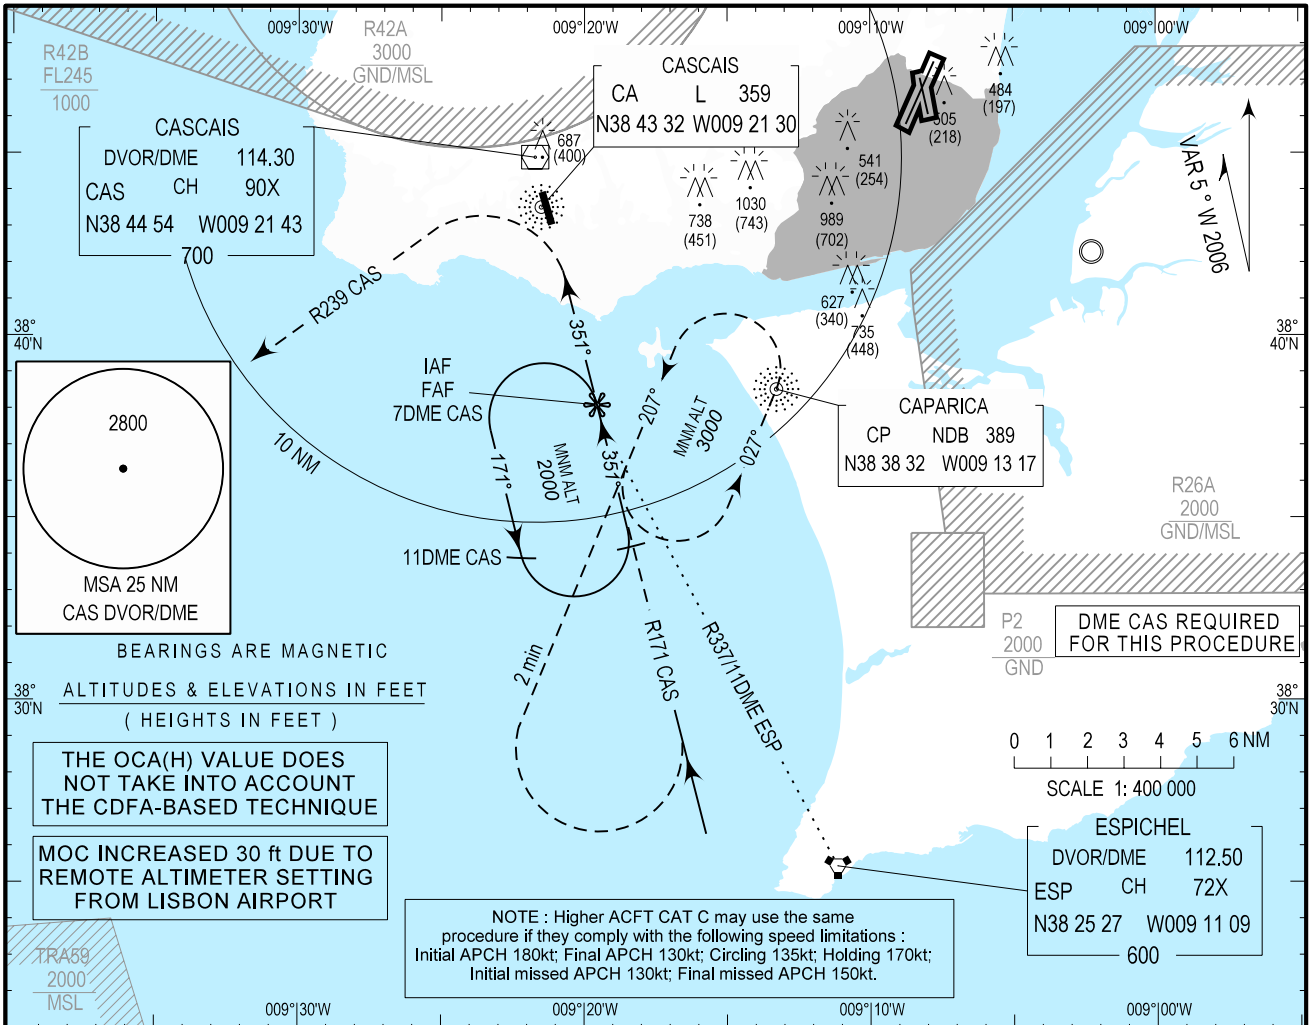 009°30'W
009°20'W
009°10'W
009°00'W
R42B
FL245
1000
R42A
3000
GND/MSL
CASCAIS
DVOR/DME 114.30
CAS CH 90X
N38 44 54 W009 21 43
700
CASCAIS
CA L 359
N38 43 32 W009 21 30
687
(400)
738
(451)
1030
(743)
989
(702)
541
(254)
505
(218)
484
(197)
627
(340)
735
(448)
VAR 5° W 2006
R239 CAS
351°
38°
40'N
38°
40'N
2800
MSA 25 NM
CAS DVOR/DME
10 NM
IAF
FAF
7DME CAS
171°
MNM ALT
2000
351°
207°
MNM ALT
3000
027°
11DME CAS
CAPARICA
CP NDB 389
N38 38 32 W009 13 17
R26A
2000
GND/MSL
P2
2000
GND
DME CAS REQUIRED
FOR THIS PROCEDURE
BEARINGS ARE MAGNETIC
ALTITUDES & ELEVATIONS IN FEET
( HEIGHTS IN FEET )
2 min
R171 CAS
R337/11DME ESP
38°
30'N
38°
30'N
0 1 2 3 4 5 6 NM
SCALE 1: 400 000
THE OCA(H) VALUE DOES
NOT TAKE INTO ACCOUNT
THE CDFA-BASED TECHNIQUE
MOC INCREASED 30 ft DUE TO
REMOTE ALTIMETER SETTING
FROM LISBON AIRPORT
ESPICHEL
DVOR/DME 112.50
ESP CH 72X
N38 25 27 W009 11 09
600
NOTE : Higher ACFT CAT C may use the same
procedure if they comply with the following speed limitations :
Initial APCH 180kt; Final APCH 130kt; Circling 135kt; Holding 170kt;
Initial missed APCH 130kt; Final missed APCH 150kt.
TRA59
2000
MSL
009°30'W
009°20'W
009°10'W
009°00'W